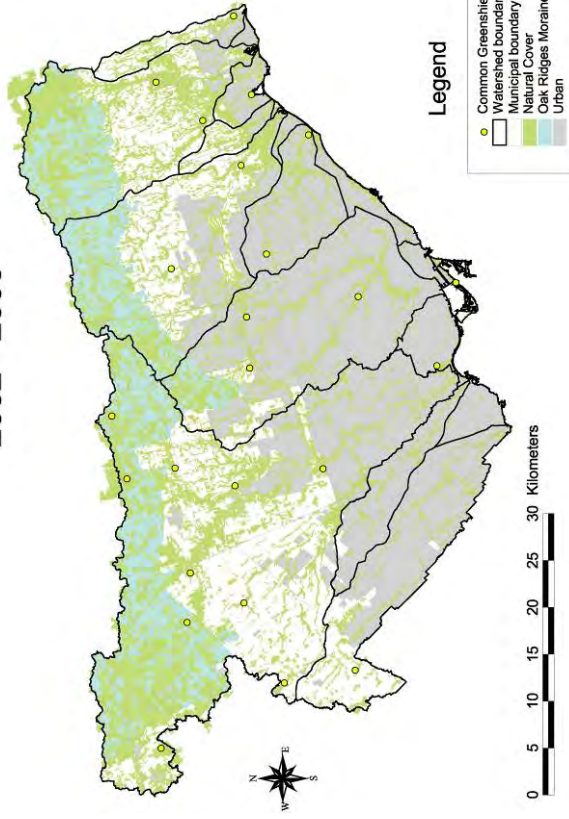 N
W E
S
0 5 10 15 20 25 30 Kilometers
Legend
Common Greenshie
Watershed boundar
Municipal boundary
Natural Cover
Oak Ridges Moraine
Urban